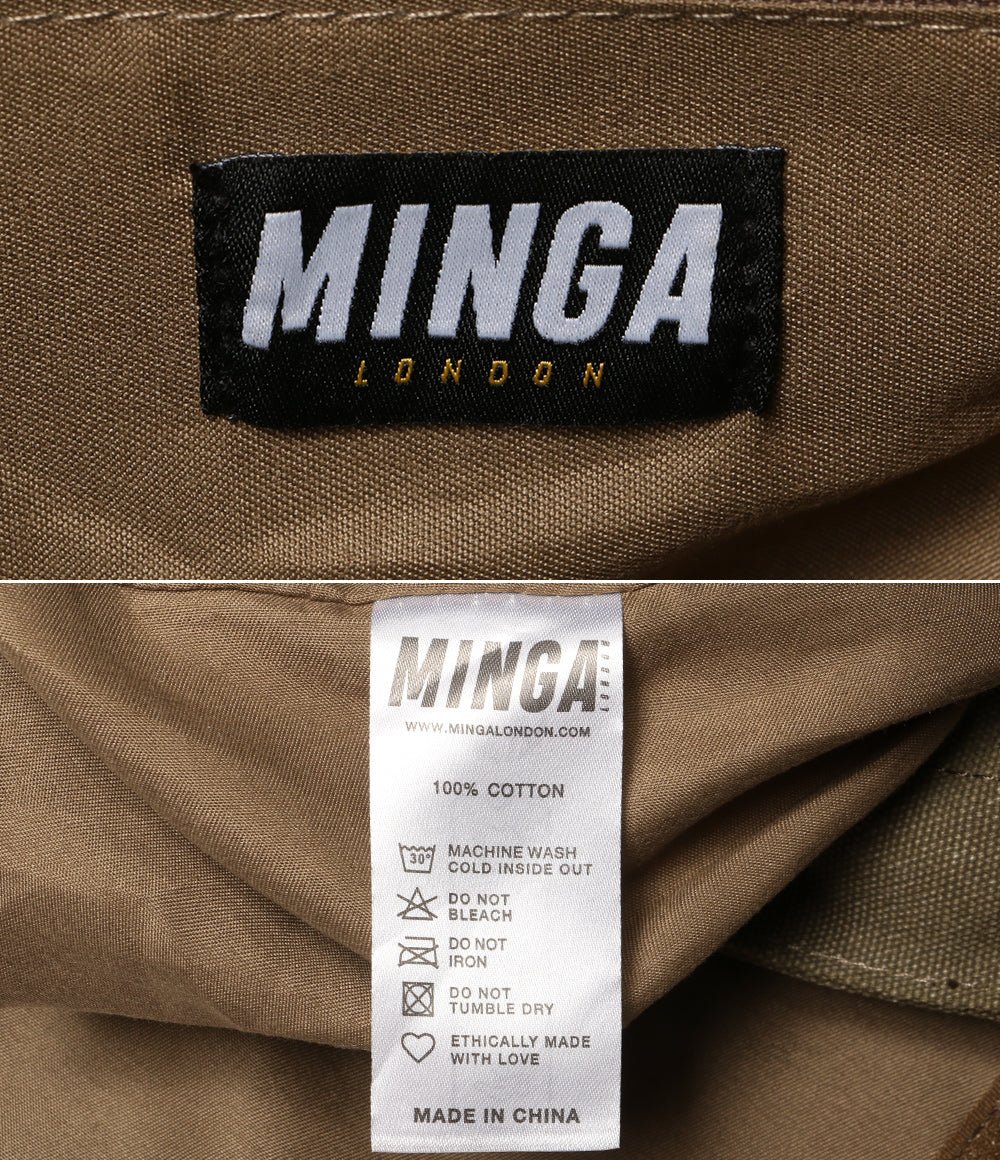 MINGA
LONDON
MINGA
LONDON
WWW.MINGALONDON.COM
100% COTTON
30°
MACHINE WASH
COLD INSIDE OUT
DO NOT
BLEACH
DO NOT
IRON
DO NOT
TUMBLE DRY
ETHICALLY MADE
WITH LOVE
MADE IN CHINA